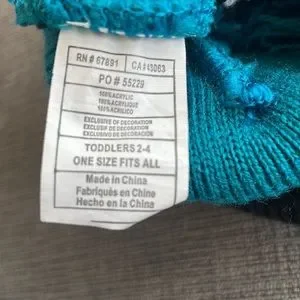 RN # 67891 CA # 43063
PO # 55229
100% ACRYLIC
100% ACRYLIQUE
100% ACRILICO
EXCLUSIVE OF DECORATION
EXCLUSIF DE DECORATION
EXCLUSIVO DE DECORACION
TODDLERS 2-4
ONE SIZE FITS ALL
Made in China
Fabriqués en Chine
Hecho en la China